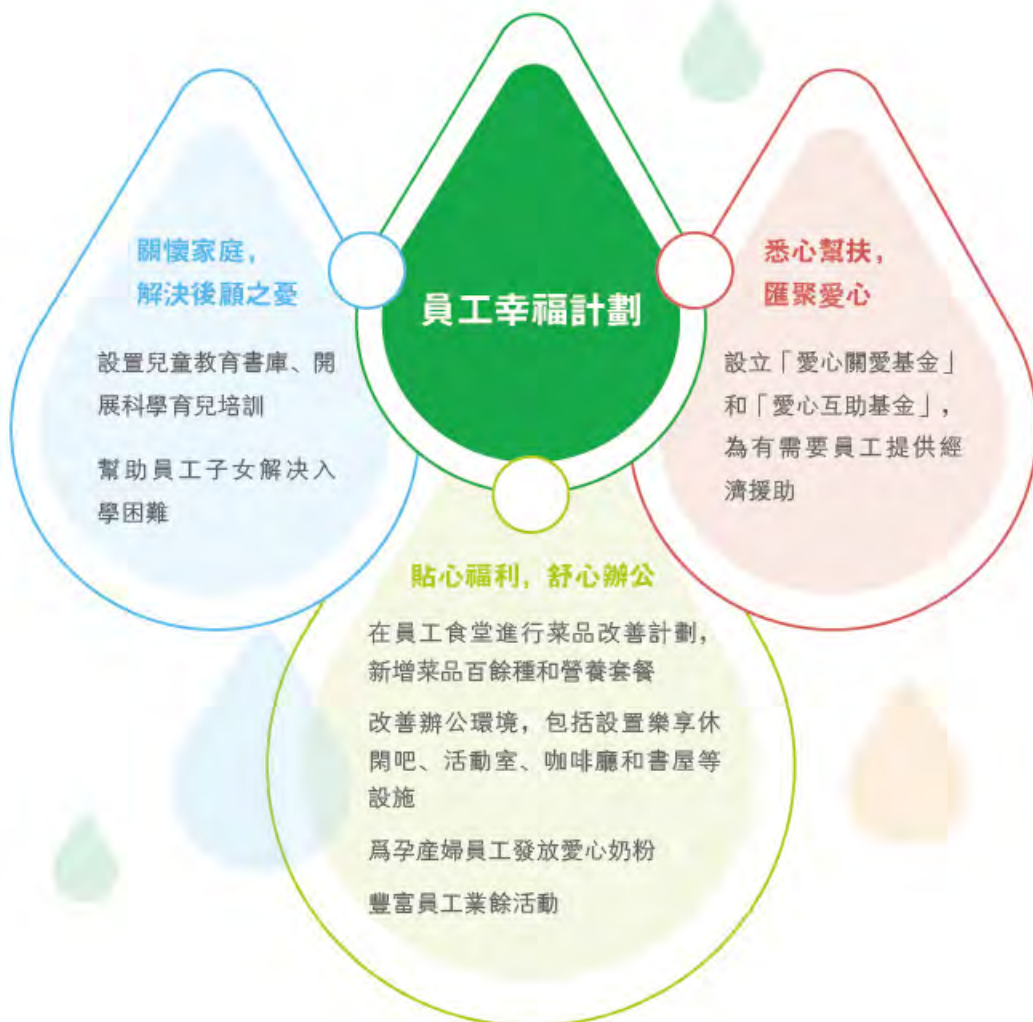 員工幸福計劃
關懷家庭,
解決後顧之憂
設置兒童教育書庫、開
展科學育兒培訓
幫助員工子女解决入
學困難
悉心幫扶,
匯聚愛心
設立「愛心關愛基金」
和「愛心互助基金」,
為有需要員工提供經
濟援助
貼心福利, 舒心辦公
在員工食堂進行菜品改善計劃,
新增菜品百餘種和營養套餐
改善辦公環境, 包括設置樂享休
閑吧、活動室、咖啡廳和書屋等
設施
爲孕產婦員工發放愛心奶粉
豐富員工業餘活動